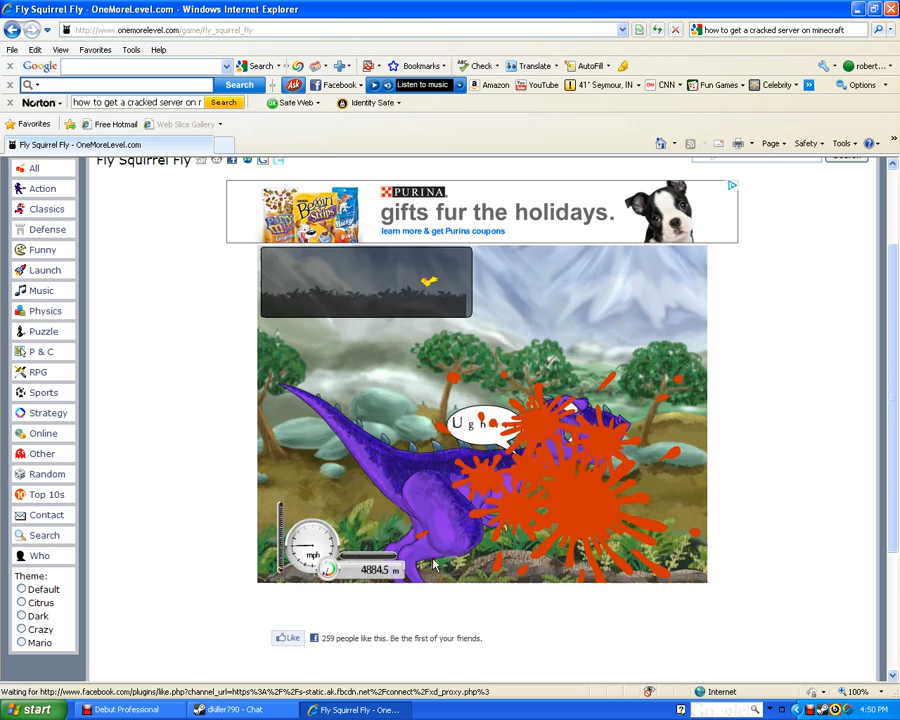 Fly Squirrel Fly - OneMoreLevel.com - Windows Internet Explorer
http://www.onemorelevel.com/game/fly_squirrel_fly
how to get a cracked server on minecraft
File Edit View Favorites Tools Help
x Google Search Bookmarks Check Translate AutoFill robert...
x Search Ask Facebook Listen to music Amazon YouTube 41° Seymour, IN CNN Fun Games Celebrity Options
x Norton how to get a cracked server on r Search Safe Web Identity Safe
Favorites Free Hotmail Web Slice Gallery
Fly Squirrel Fly - OneMoreLevel.com
Page Safety Tools
Fly Squirrel Fly
Search
All
Action
Classics
Defense
Funny
Launch
Music
Physics
Puzzle
P & C
RPG
Sports
Strategy
Online
Other
Random
Top 10s
Contact
Search
Who
Theme:
Default
Citrus
Dark
Crazy
Mario
PURINA
Beggin' Strips
gifts fur the holidays.
learn more & get Purina coupons
mph
4884.5 m
Like 259 people like this. Be the first of your friends.
Waiting for http://www.facebook.com/plugins/like.php?channel_url=https%3A%2F%2Fs-static.ak.fbcdn.net%2Fconnect%2Fxd_proxy.php%3
Internet 100%
start Debut Professional dkiller790 - Chat Fly Squirrel Fly - One... Search Desktop 4:50 PM